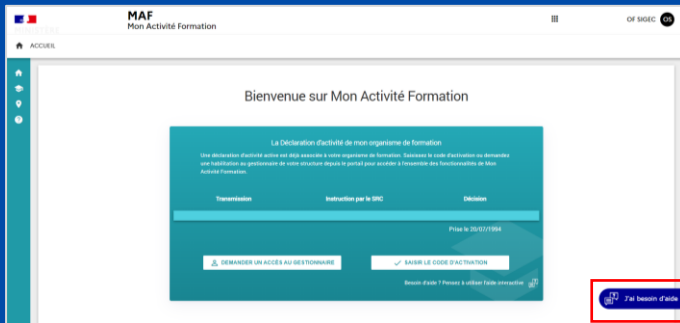 MAF
Mon Activité Formation
OF SIGEC OS
ACCUEIL
Bienvenue sur Mon Activité Formation
La Déclaration d'activité de mon organisme de formation
Une déclaration d'activité active est déjà associée à votre organisme de formation. Saisissez le code d'activation ou demandez
une habilitation au gestionnaire de votre structure depuis le portail pour accéder à l'ensemble des fonctionnalités de Mon
Activité Formation.
Transmission Instruction par le SRC Décision
Prise le 20/07/1994
DEMANDER UN ACCÈS AU GESTIONNAIRE SAISIR LE CODE D'ACTIVATION
Besoin d'aide ? Pensez à utiliser l'aide interactive
J'ai besoin d'aide